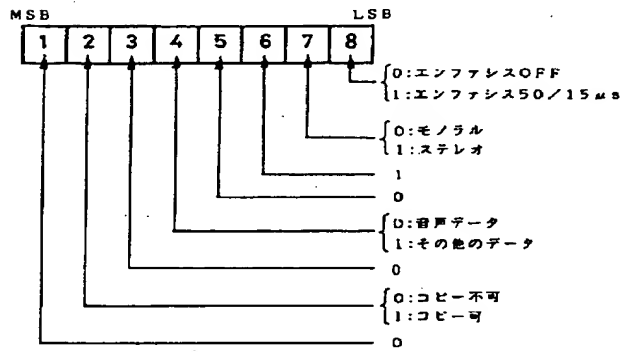 MSB LSB
1 2 3 4 5 6 7 8
0:エンファシスOFF
1:エンファシス50/15μs
0:モノラル
1:ステレオ
1
0
0:音声データ
1:その他のデータ
0
0:コピー不可
1:コピー可
0